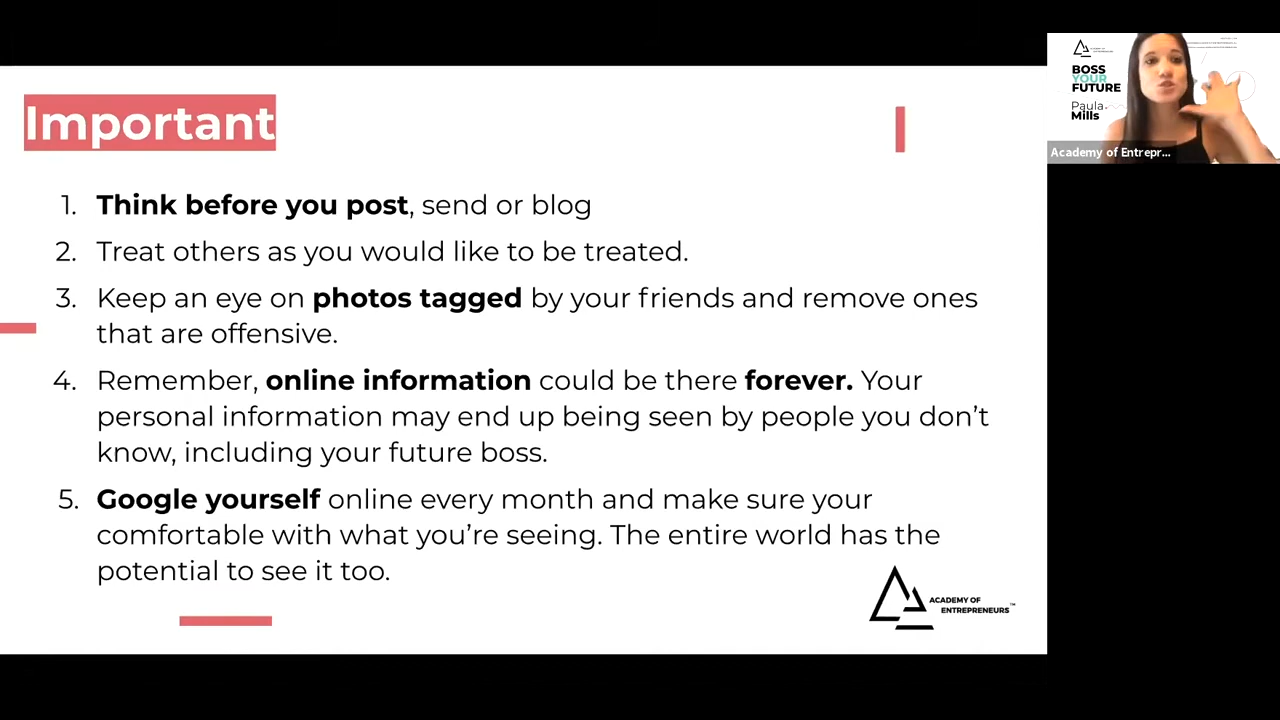 Important
1. Think before you post, send or blog
2. Treat others as you would like to be treated.
3. Keep an eye on photos tagged by your friends and remove ones
that are offensive.
4. Remember, online information could be there forever. Your
personal information may end up being seen by people you don't
know, including your future boss.
5. Google yourself online every month and make sure your
comfortable with what you're seeing. The entire world has the
potential to see it too.
ACADEMY OF
ENTREPRENEURS™
BOSS
YOUR
FUTURE
Paula
Mills
Academy of Entrepr...